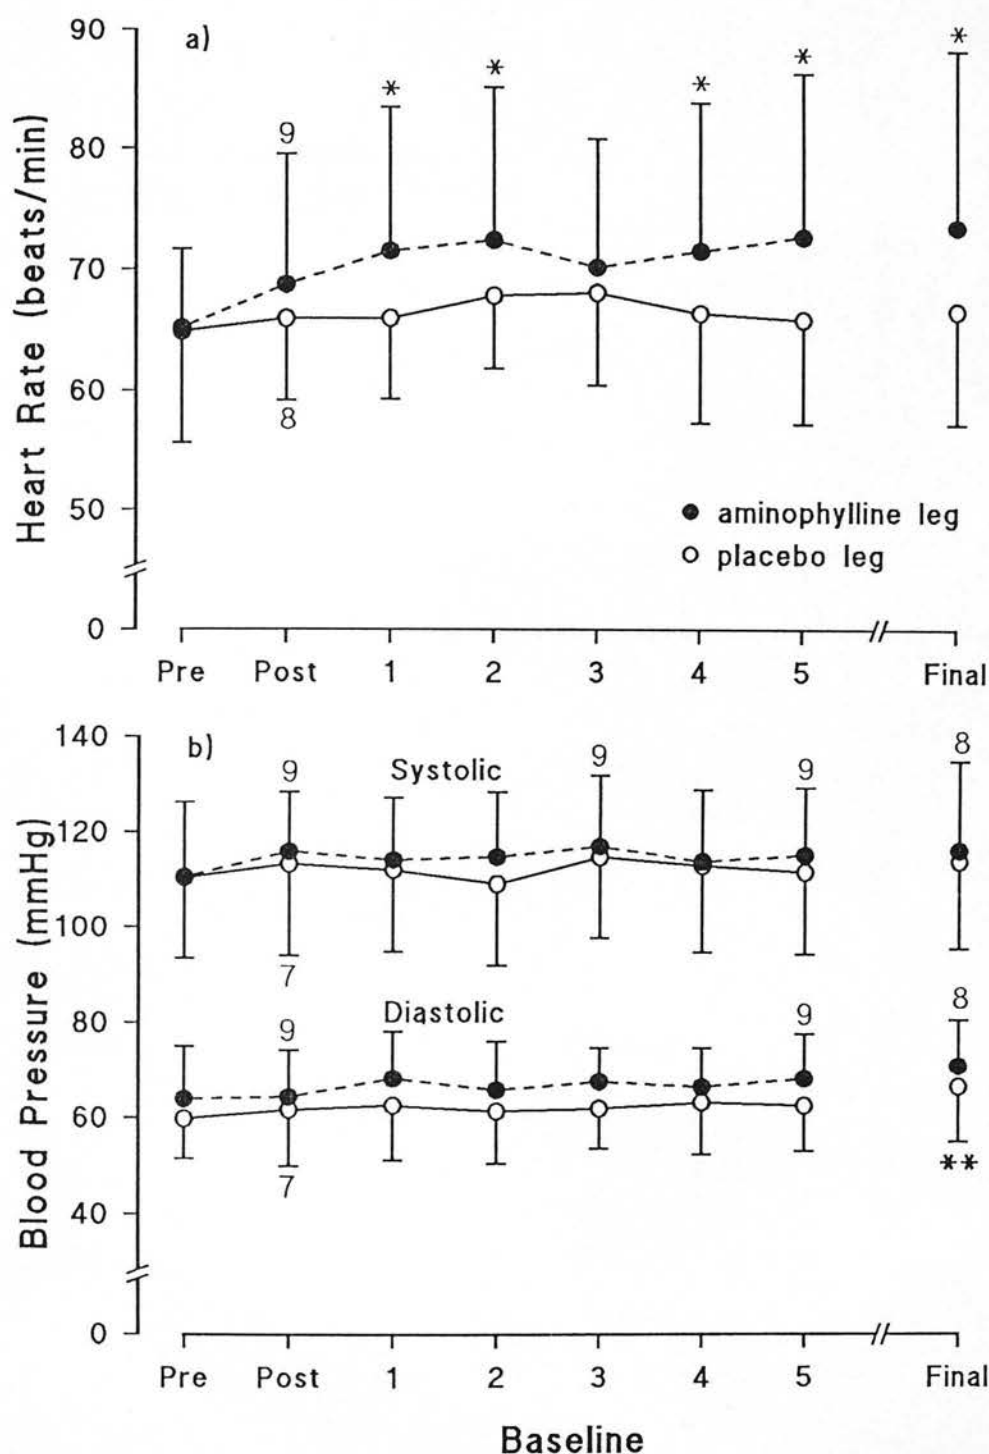 90
a)
*
*
*
*
*
9
80
70
60
8
50
Heart Rate (beats/min)
aminophylline leg
placebo leg
0
Pre Post 1 2 3 4 5 Final
140
b)
9 Systolic 9 9 8
120
100
7
Blood Pressure (mmHg)
Diastolic
80
9 9 8
60
7
**
40
0
Pre Post 1 2 3 4 5 Final
Baseline